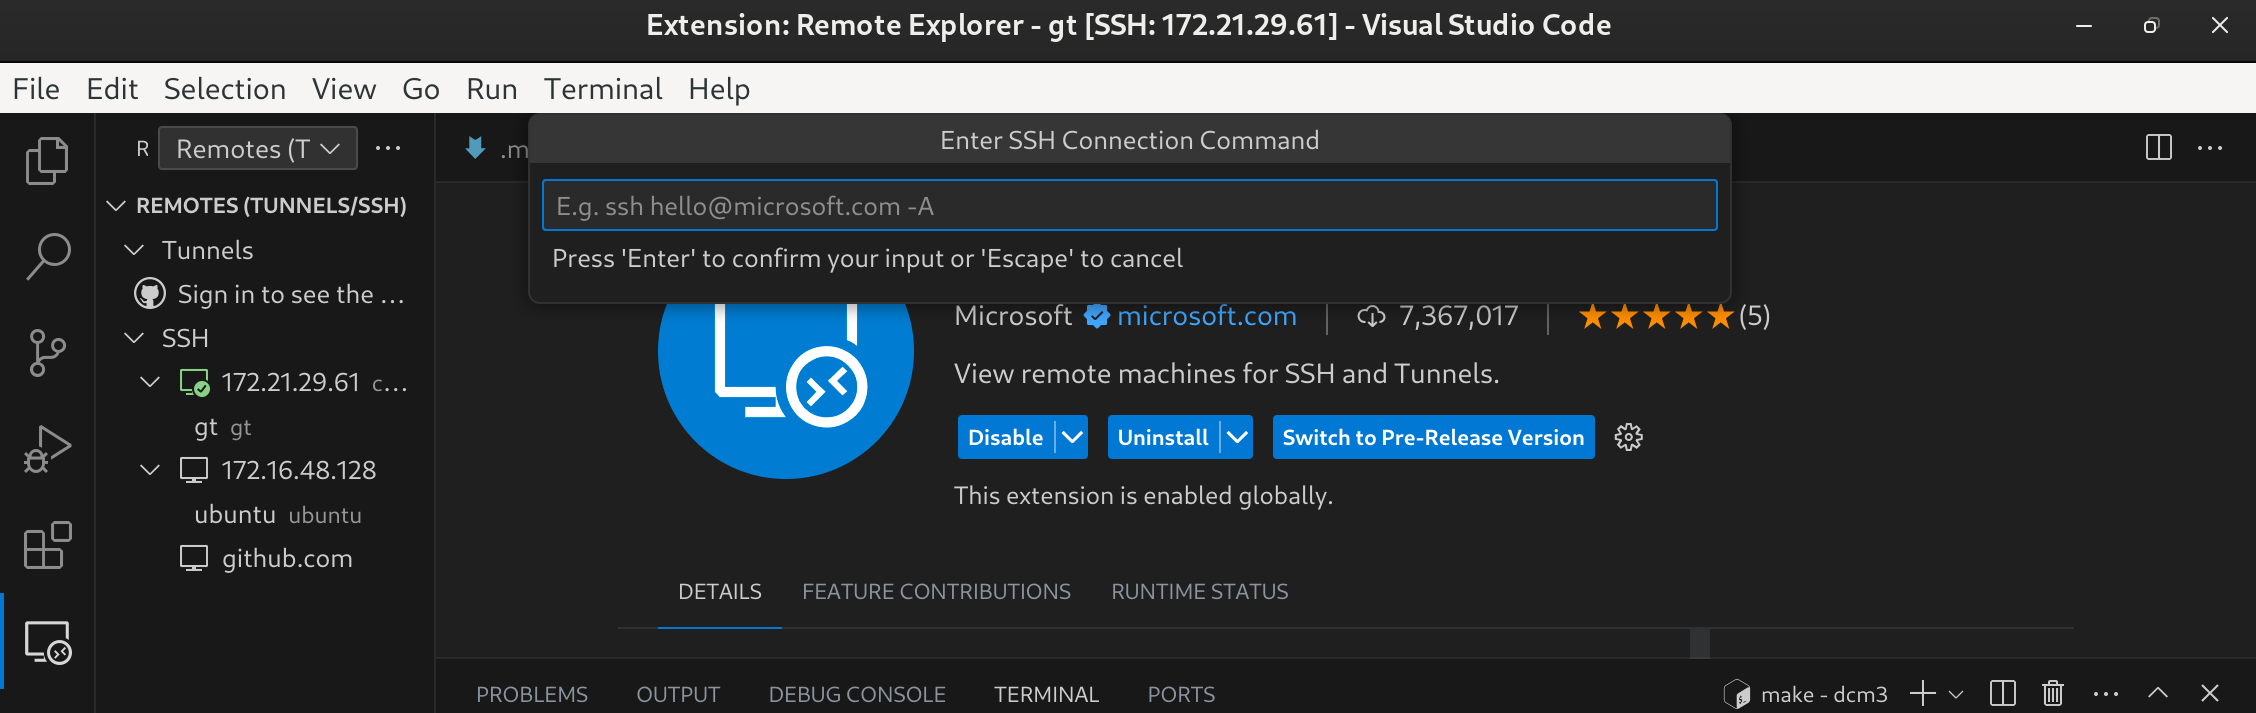 Extension: Remote Explorer - gt [SSH: 172.21.29.61] - Visual Studio Code
File Edit Selection View Go Run Terminal Help
R Remotes (T ...
.m
Enter SSH Connection Command
E.g. ssh hello@microsoft.com -A
Press 'Enter' to confirm your input or 'Escape' to cancel
REMOTES (TUNNELS/SSH)
Tunnels
Sign in to see the ...
SSH
172.21.29.61 c...
gt gt
172.16.48.128
ubuntu ubuntu
github.com
Microsoft microsoft.com 7,367,017 (5)
View remote machines for SSH and Tunnels.
Disable Uninstall Switch to Pre-Release Version
This extension is enabled globally.
DETAILS FEATURE CONTRIBUTIONS RUNTIME STATUS
PROBLEMS OUTPUT DEBUG CONSOLE TERMINAL PORTS make - dcm3